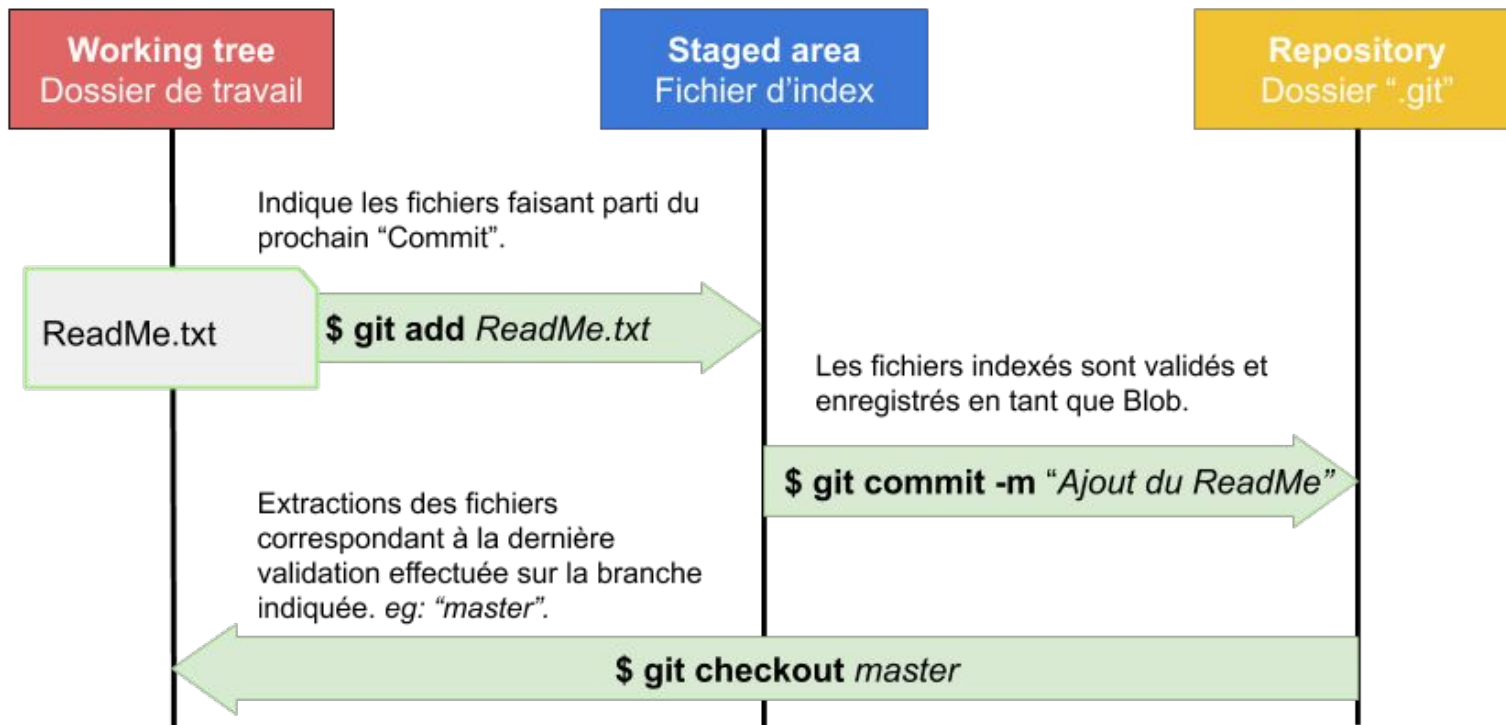 Working tree
Dossier de travail
Staged area
Fichier d'index
Repository
Dossier “.git”
Indique les fichiers faisant parti du
prochain “Commit”.
ReadMe.txt
$ git add ReadMe.txt
Les fichiers indexés sont validés et
enregistrés en tant que Blob.
$ git commit -m “Ajout du ReadMe”
Extractions des fichiers
correspondant à la dernière
validation effectuée sur la branche
indiquée. eg: “master”.
$ git checkout master